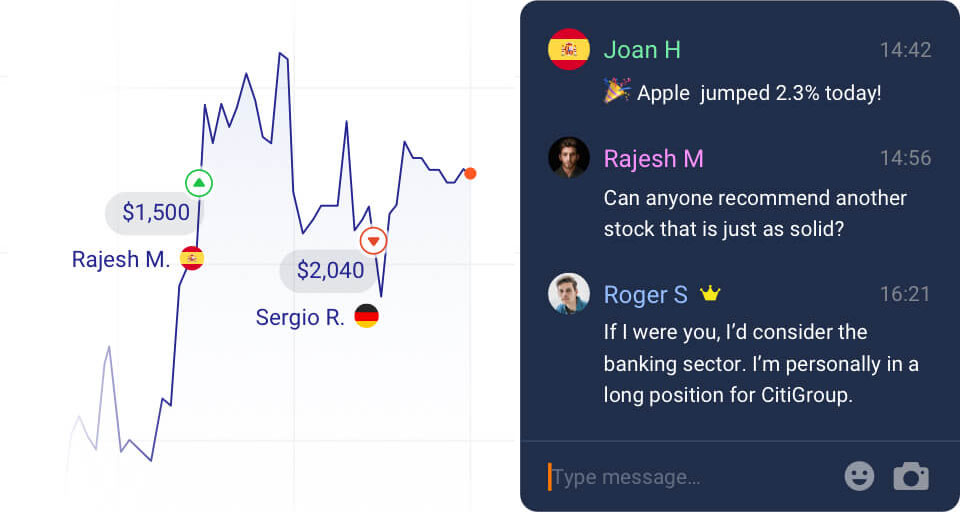 $1,500
Rajesh M.
$2,040
Sergio R.
Joan H 14:42
Apple jumped 2.3% today!
Rajesh M 14:56
Can anyone recommend another
stock that is just as solid?
Roger S 16:21
If I were you, I’d consider the
banking sector. I’m personally in a
long position for CitiGroup.
Type message...